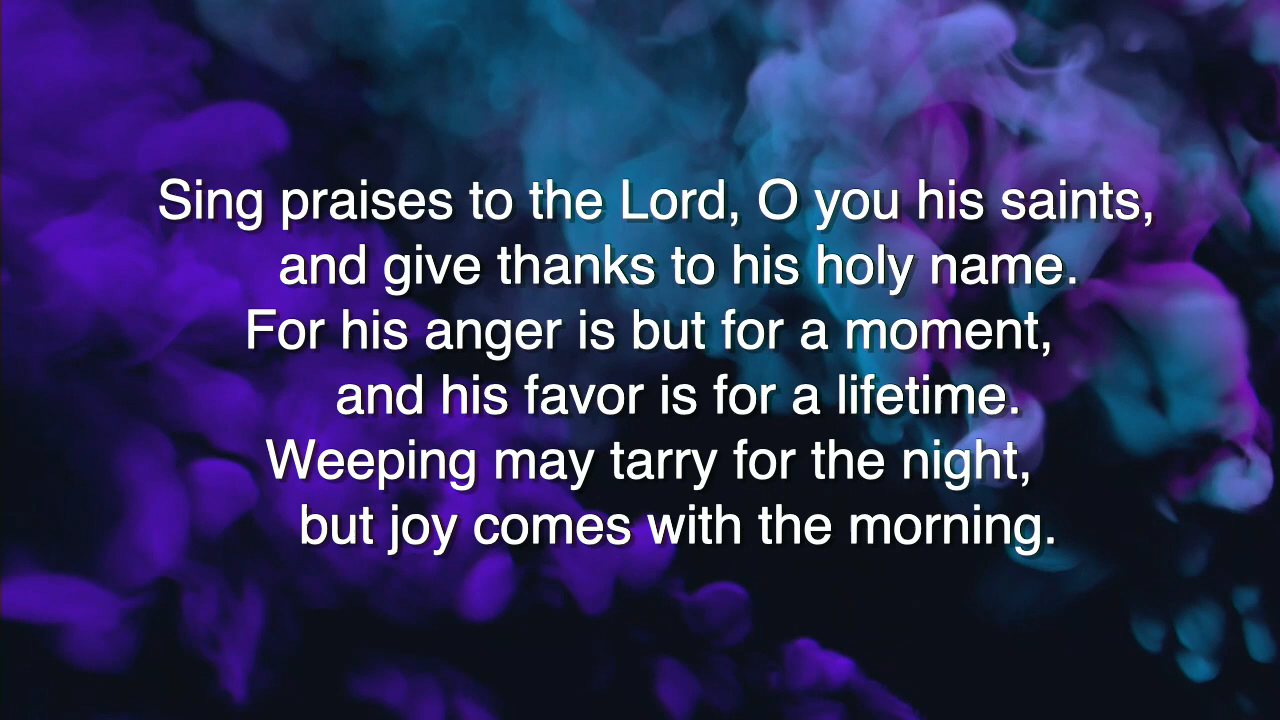 Sing praises to the Lord, O you his saints,
and give thanks to his holy name.
For his anger is but for a moment,
and his favor is for a lifetime.
Weeping may tarry for the night,
but joy comes with the morning.